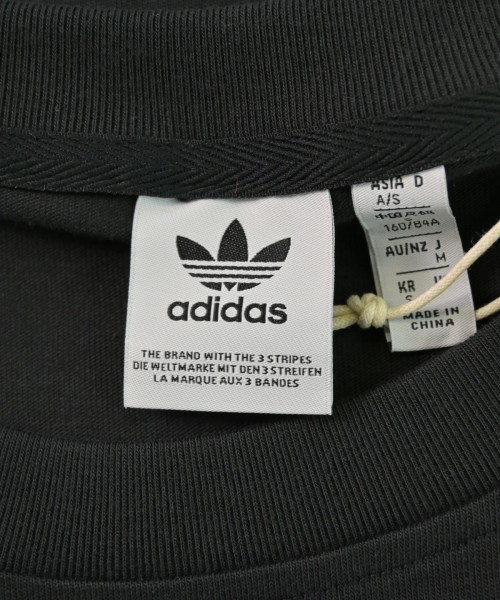 adidas
THE BRAND WITH THE 3 STRIPES
DIE WELTMARKE MIT DEN 3 STREIFEN
LA MARQUE AUX 3 BANDES
ASIA D
A/S
160/84A
AU/NZ J
M
KR
S
MADE IN
CHINA